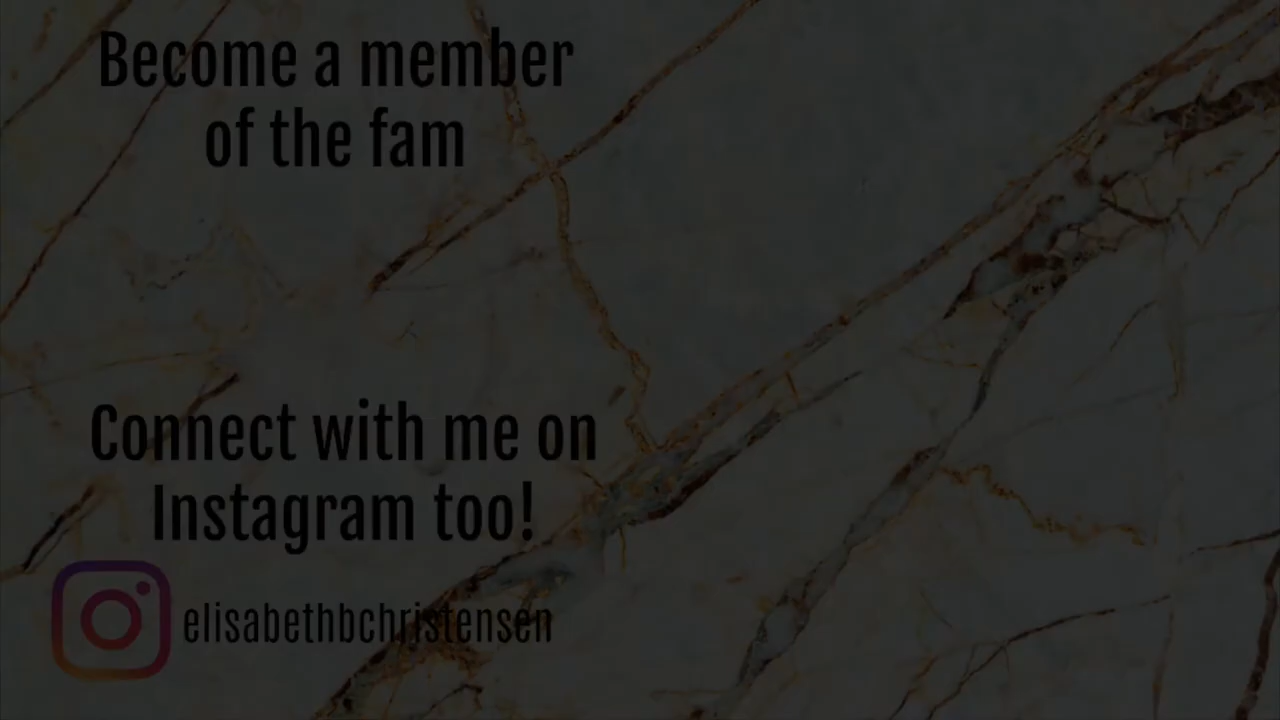 Become a member
of the fam
Connect with me on
Instagram too!
elisabethbchristensen